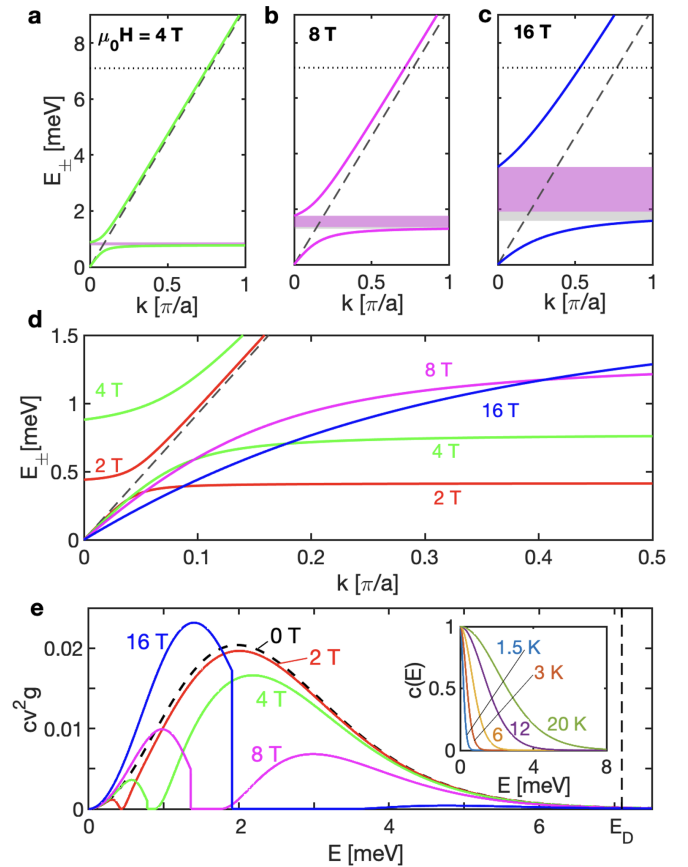 a
μ₀H = 4 T
b
8 T
c
16 T
8
6
4
2
0
E± [meV]
0
0.5
1
k [π/a]
0
0.5
1
k [π/a]
0
0.5
1
k [π/a]
d
1.5
1
0.5
0
E± [meV]
4 T
2 T
8 T
16 T
4 T
2 T
0
0.1
0.2
0.3
0.4
0.5
k [π/a]
e
0.02
0.01
0
cv²g
16 T
0 T
2 T
4 T
8 T
1
0.5
0
c(E)
1.5 K
3 K
6
12
20 K
0
4
8
E [meV]
0
2
4
6
E_D
E [meV]